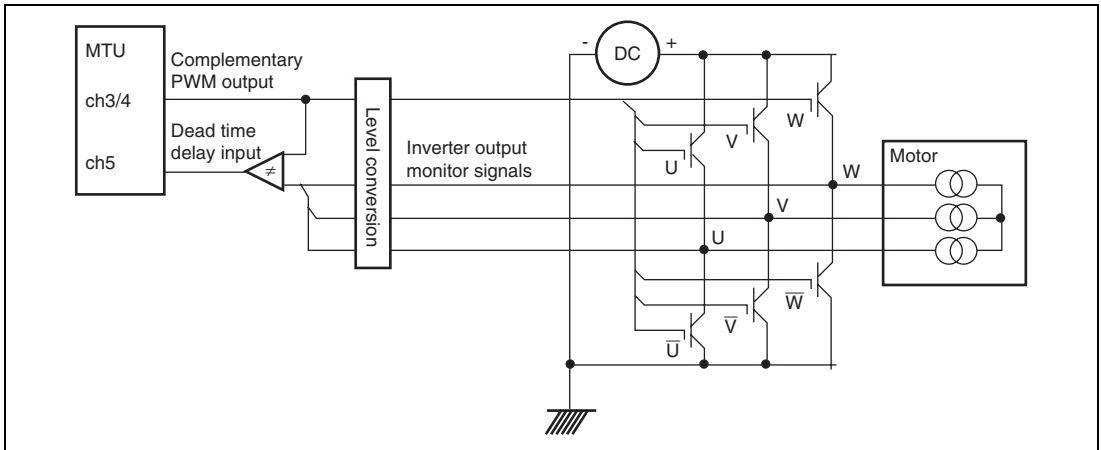 MTU
ch3/4
ch5
Complementary
PWM output
Dead time
delay input
≠
Level conversion
Inverter output
monitor signals
- DC +
W
V
U
W
V
U
W̅
V̅
U̅
Motor